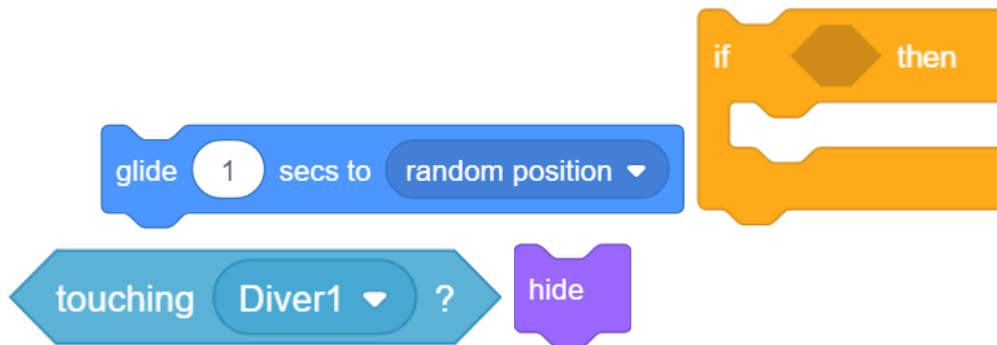 if then
glide 1 secs to random position
touching Diver1 ?
hide